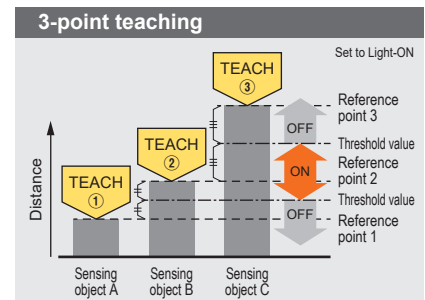 3-point teaching
Set to Light-ON
TEACH
③
TEACH
②
TEACH
①
Distance
OFF
ON
OFF
Reference
point 3
Threshold value
Reference
point 2
Threshold value
Reference
point 1
Sensing
object A
Sensing
object B
Sensing
object C